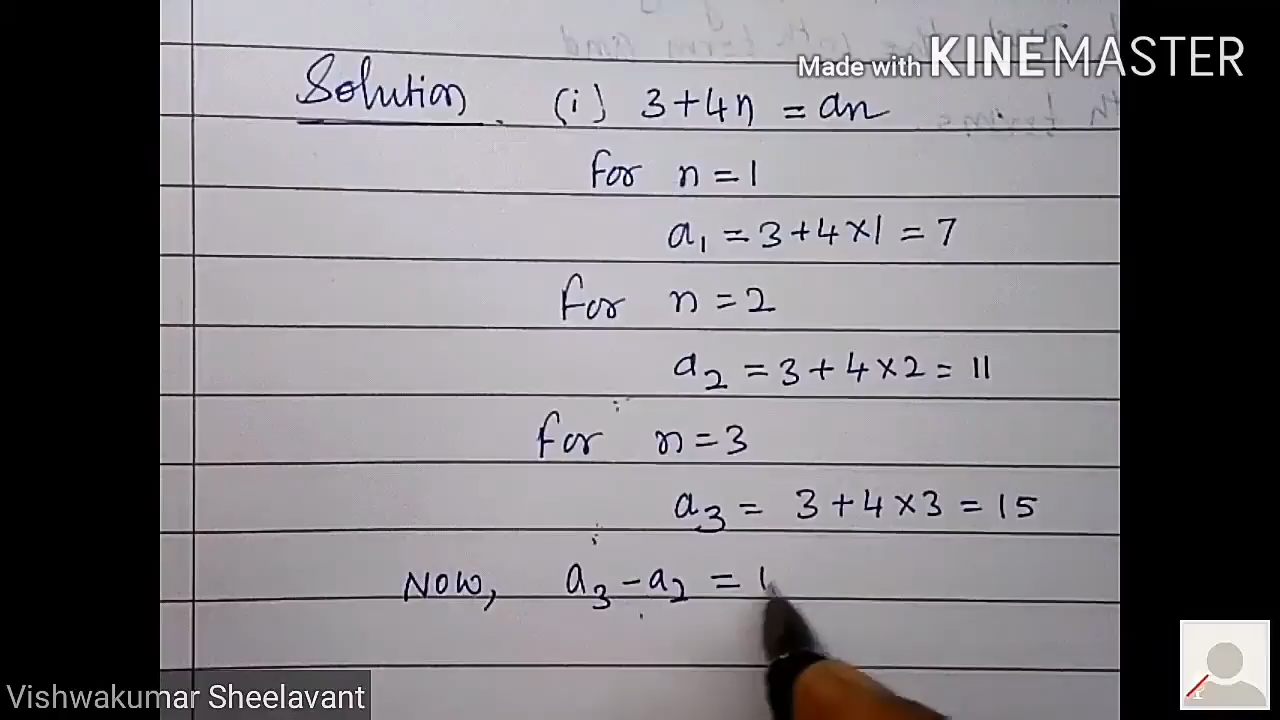 Made with KINEMASTER
Solution. (i) 3+4n = an
For n = 1
a₁ = 3+4×1 = 7
For n = 2
a₂ = 3+4×2 = 11
For n = 3
a₃ = 3+4×3 = 15
Now, a₃ - a₂ = 1
Vishwakumar Sheelavant